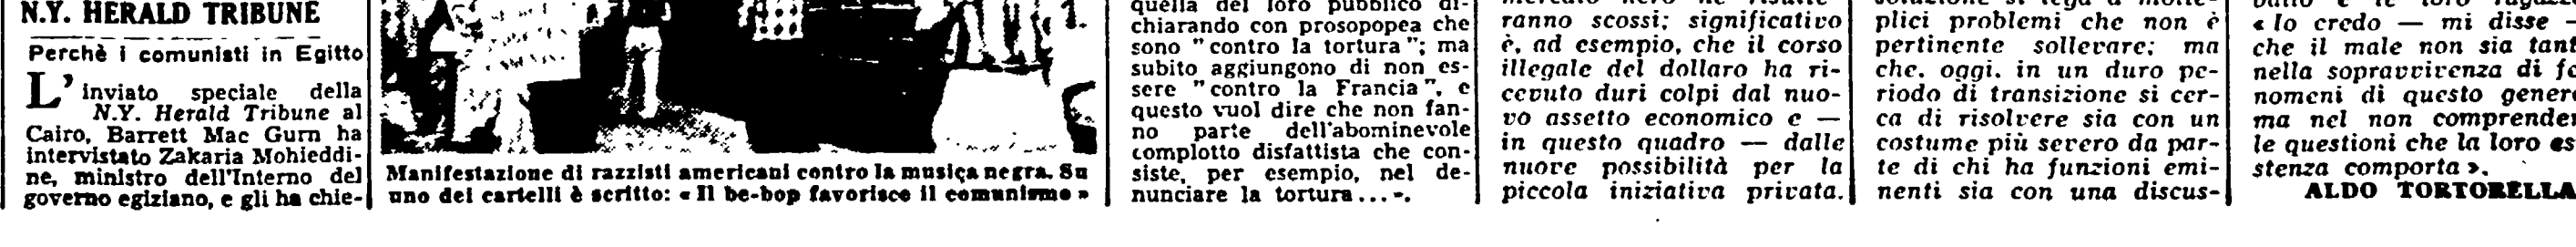 N.Y. HERALD TRIBUNE
Perchè i comunisti in Egitto
L'inviato speciale della
N.Y. Herald Tribune al
Cairo, Barrett Mac Gurn ha
intervistato Zakaria Mohieddi-
ne, ministro dell'Interno del
governo egiziano, e gli ha chie-
Manifestazione di razzisti americani contro la musica negra. Su
uno dei cartelli è scritto: « Il be-bop favorisce il comunismo »
quella del loro pubblico di-
chiarando con prosopopea che
sono "contro la tortura"; ma
subito aggiungono di non es-
sere "contro la Francia", e
questo vuol dire che non fan-
no parte dell'abominevole
complotto disfattista che con-
siste, per esempio, nel de-
nunciare la tortura...».
ranno scossi; significativo
è, ad esempio, che il corso
illegale del dollaro ha ri-
cevuto duri colpi dal nuo-
vo assetto economico e —
in questo quadro — dalle
nuove possibilità per la
piccola iniziativa privata.
plici problemi che non è
pertinente sollevare; ma
che, oggi, in un duro pe-
riodo di transizione si cer-
ca di risolvere sia con un
costume più severo da par-
te di chi ha funzioni emi-
nenti sia con una discus-
« Io credo — mi disse —
che il male non sia tant
nella sopravvivenza di fe
nomeni di questo genere
ma nel non comprender
le questioni che la loro es
stenza comporta ».
ALDO TORTORELLA